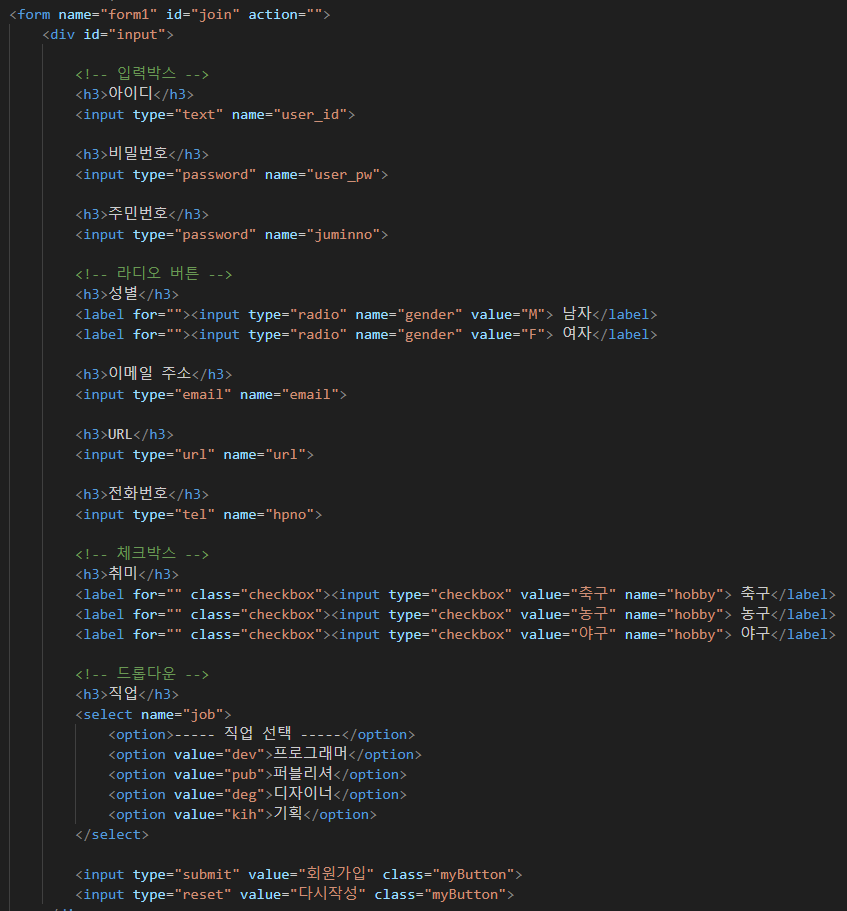 <form name="form1" id="join" action="">
<div id="input">
<!-- 입력박스 -->
<h3>아이디</h3>
<input type="text" name="user_id">
<h3>비밀번호</h3>
<input type="password" name="user_pw">
<h3>주민번호</h3>
<input type="password" name="juminno">
<!-- 라디오 버튼 -->
<h3>성별</h3>
<label for=""><input type="radio" name="gender" value="M"> 남자</label>
<label for=""><input type="radio" name="gender" value="F"> 여자</label>
<h3>이메일 주소</h3>
<input type="email" name="email">
<h3>URL</h3>
<input type="url" name="url">
<h3>전화번호</h3>
<input type="tel" name="hpno">
<!-- 체크박스 -->
<h3>취미</h3>
<label for="" class="checkbox"><input type="checkbox" value="축구" name="hobby"> 축구</label>
<label for="" class="checkbox"><input type="checkbox" value="농구" name="hobby"> 농구</label>
<label for="" class="checkbox"><input type="checkbox" value="야구" name="hobby"> 야구</label>
<!-- 드롭다운 -->
<h3>직업</h3>
<select name="job">
<option>----- 직업 선택 -----</option>
<option value="dev">프로그래머</option>
<option value="pub">퍼블리셔</option>
<option value="deg">디자이너</option>
<option value="kih">기획</option>
</select>
<input type="submit" value="회원가입" class="myButton">
<input type="reset" value="다시작성" class="myButton">